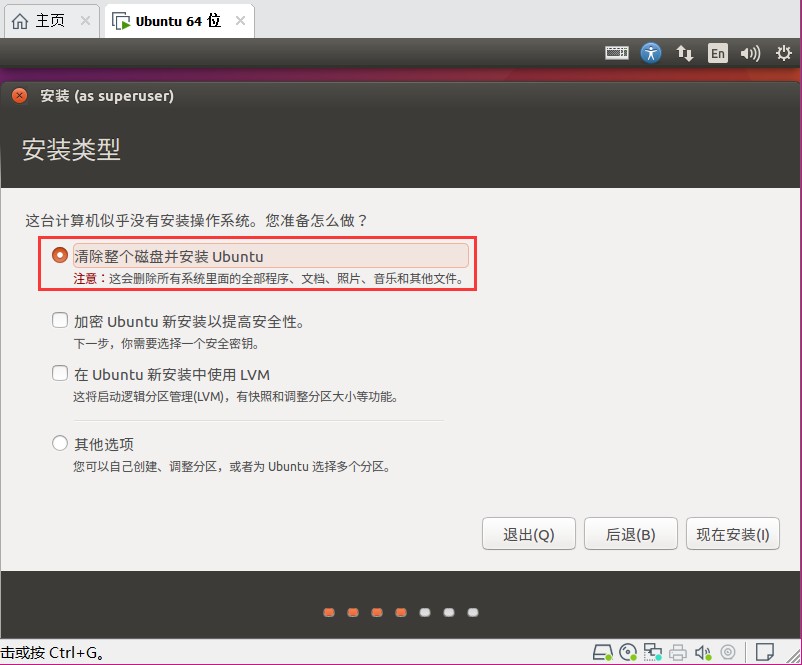 主页
Ubuntu 64 位
En
安装 (as superuser)
安装类型
这台计算机似乎没有安装操作系统。您准备怎么做？
清除整个磁盘并安装 Ubuntu
注意：这会删除所有系统里面的全部程序、文档、照片、音乐和其他文件。
加密 Ubuntu 新安装以提高安全性。
下一步，你需要选择一个安全密钥。
在 Ubuntu 新安装中使用 LVM
这将启动逻辑分区管理(LVM)，有快照和调整分区大小等功能。
其他选项
您可以自己创建、调整分区，或者为 Ubuntu 选择多个分区。
退出(Q)
后退(B)
现在安装(I)
击或按 Ctrl+G。